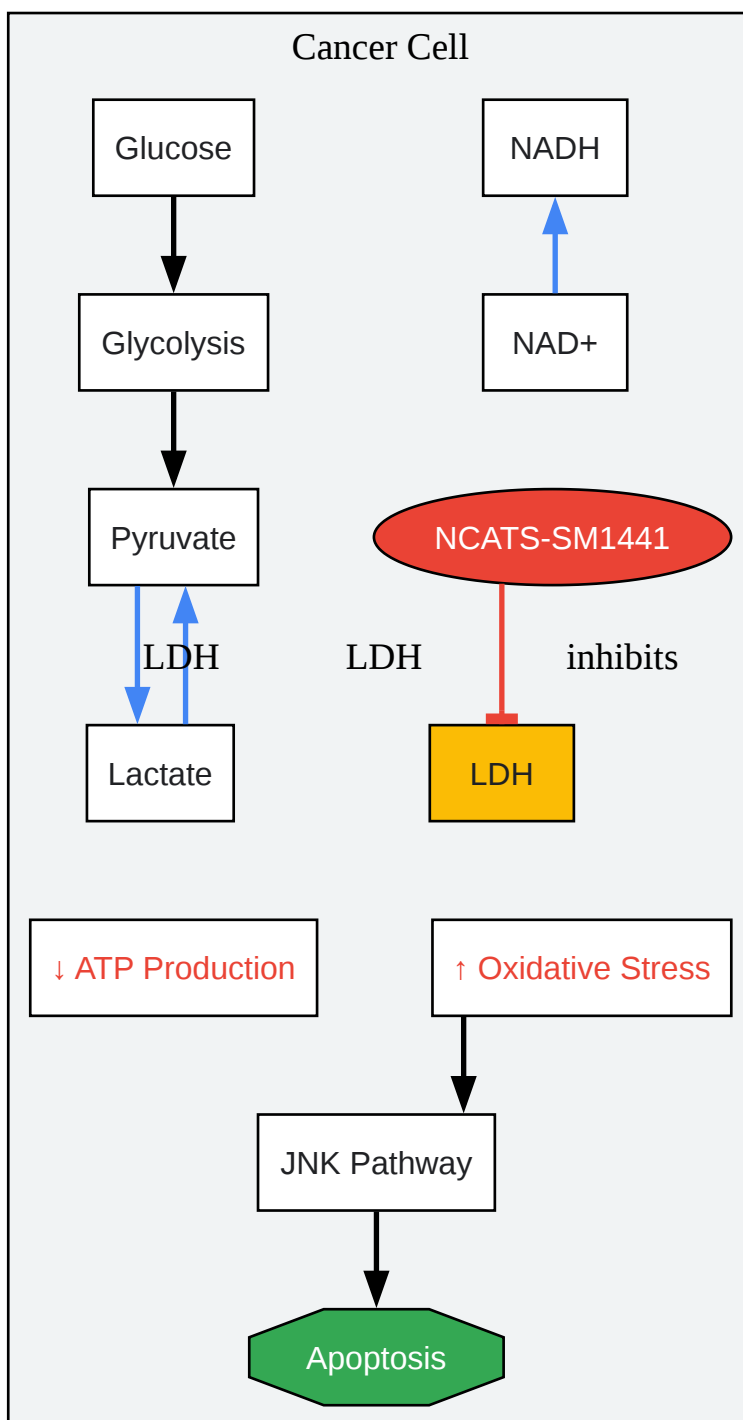 Cancer Cell
Glucose
NADH
Glycolysis
NAD+
Pyruvate
NCATS-SM1441
LDH
LDH
inhibits
Lactate
LDH
↓ ATP Production
↑ Oxidative Stress
JNK Pathway
Apoptosis